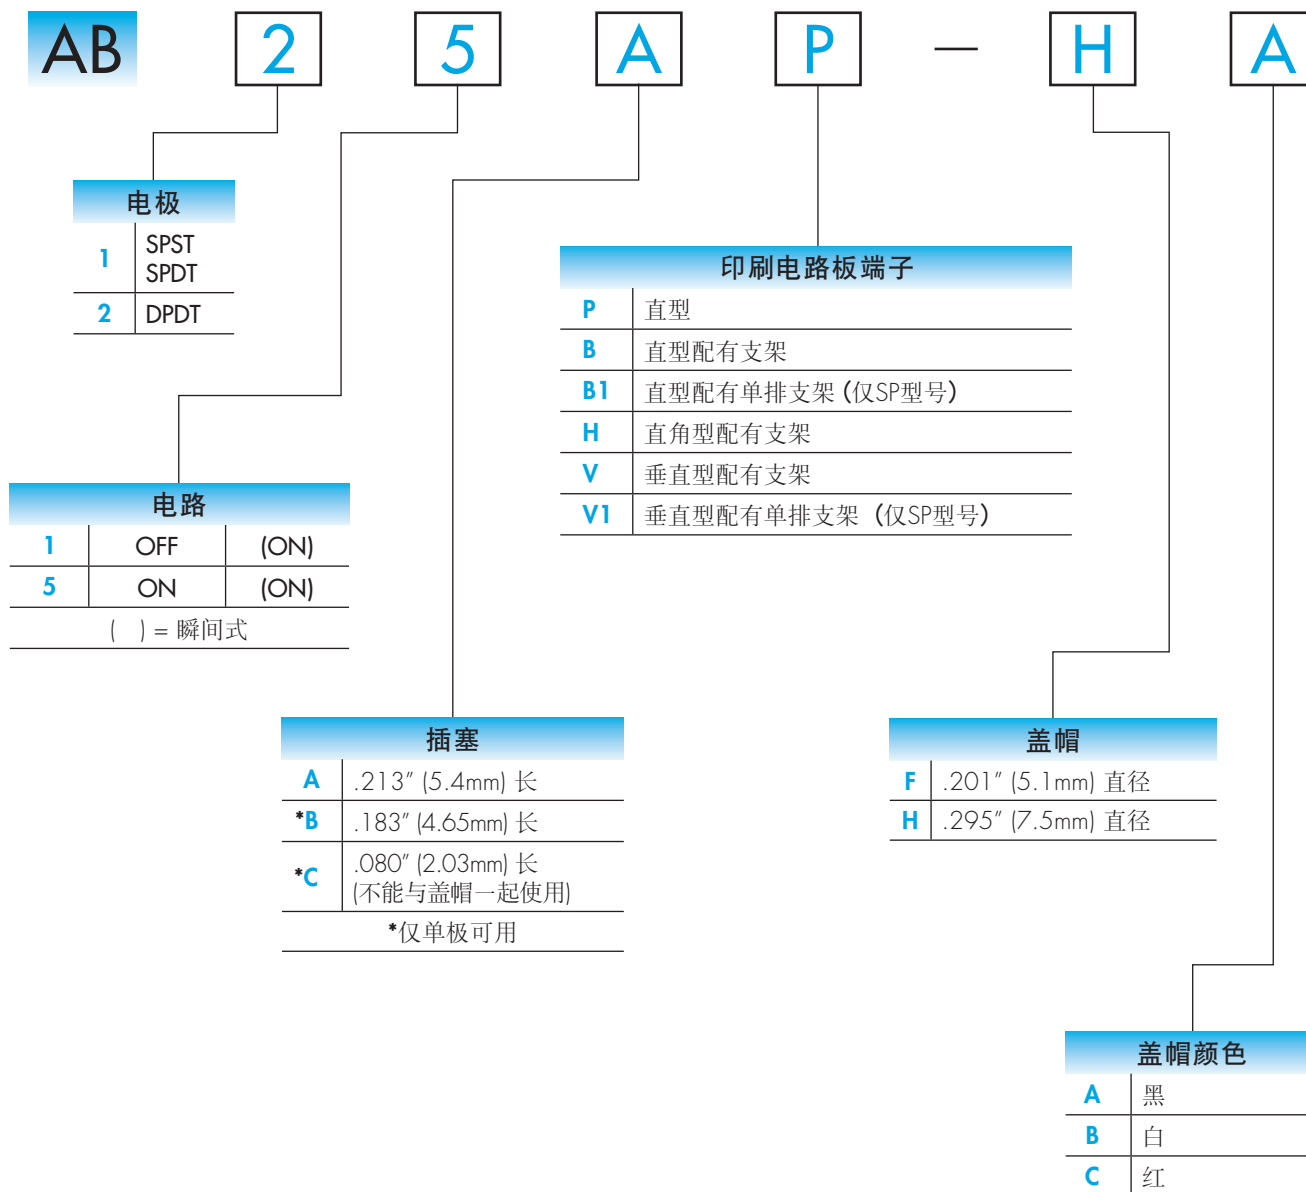 AB 2 5 A P — H A
电极
1 SPST
SPDT
2 DPDT
印刷电路板端子
P 直型
B 直型配有支架
B1 直型配有单排支架 (仅SP型号)
H 直角型配有支架
V 垂直型配有支架
V1 垂直型配有单排支架 (仅SP型号)
电路
1 OFF (ON)
5 ON (ON)
( ) = 瞬间式
插塞
A .213" (5.4mm) 长
*B .183" (4.65mm) 长
*C .080" (2.03mm) 长
(不能与盖帽一起使用)
*仅单极可用
盖帽
F .201" (5.1mm) 直径
H .295" (7.5mm) 直径
盖帽颜色
A 黑
B 白
C 红